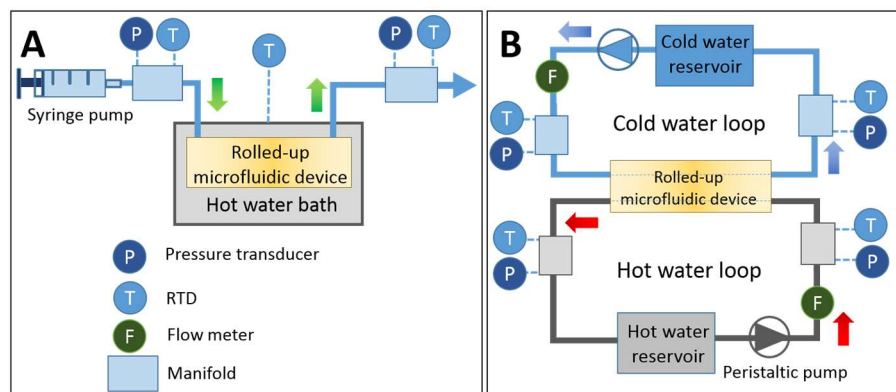 A
P
T
T
P
T
Syringe pump
Rolled-up
microfluidic device
Hot water bath
P
Pressure transducer
T
RTD
F
Flow meter
Manifold
B
Cold water
reservoir
F
T
P
Cold water loop
T
P
Rolled-up
microfluidic device
T
P
Hot water loop
T
P
F
Hot water
reservoir
Peristaltic pump